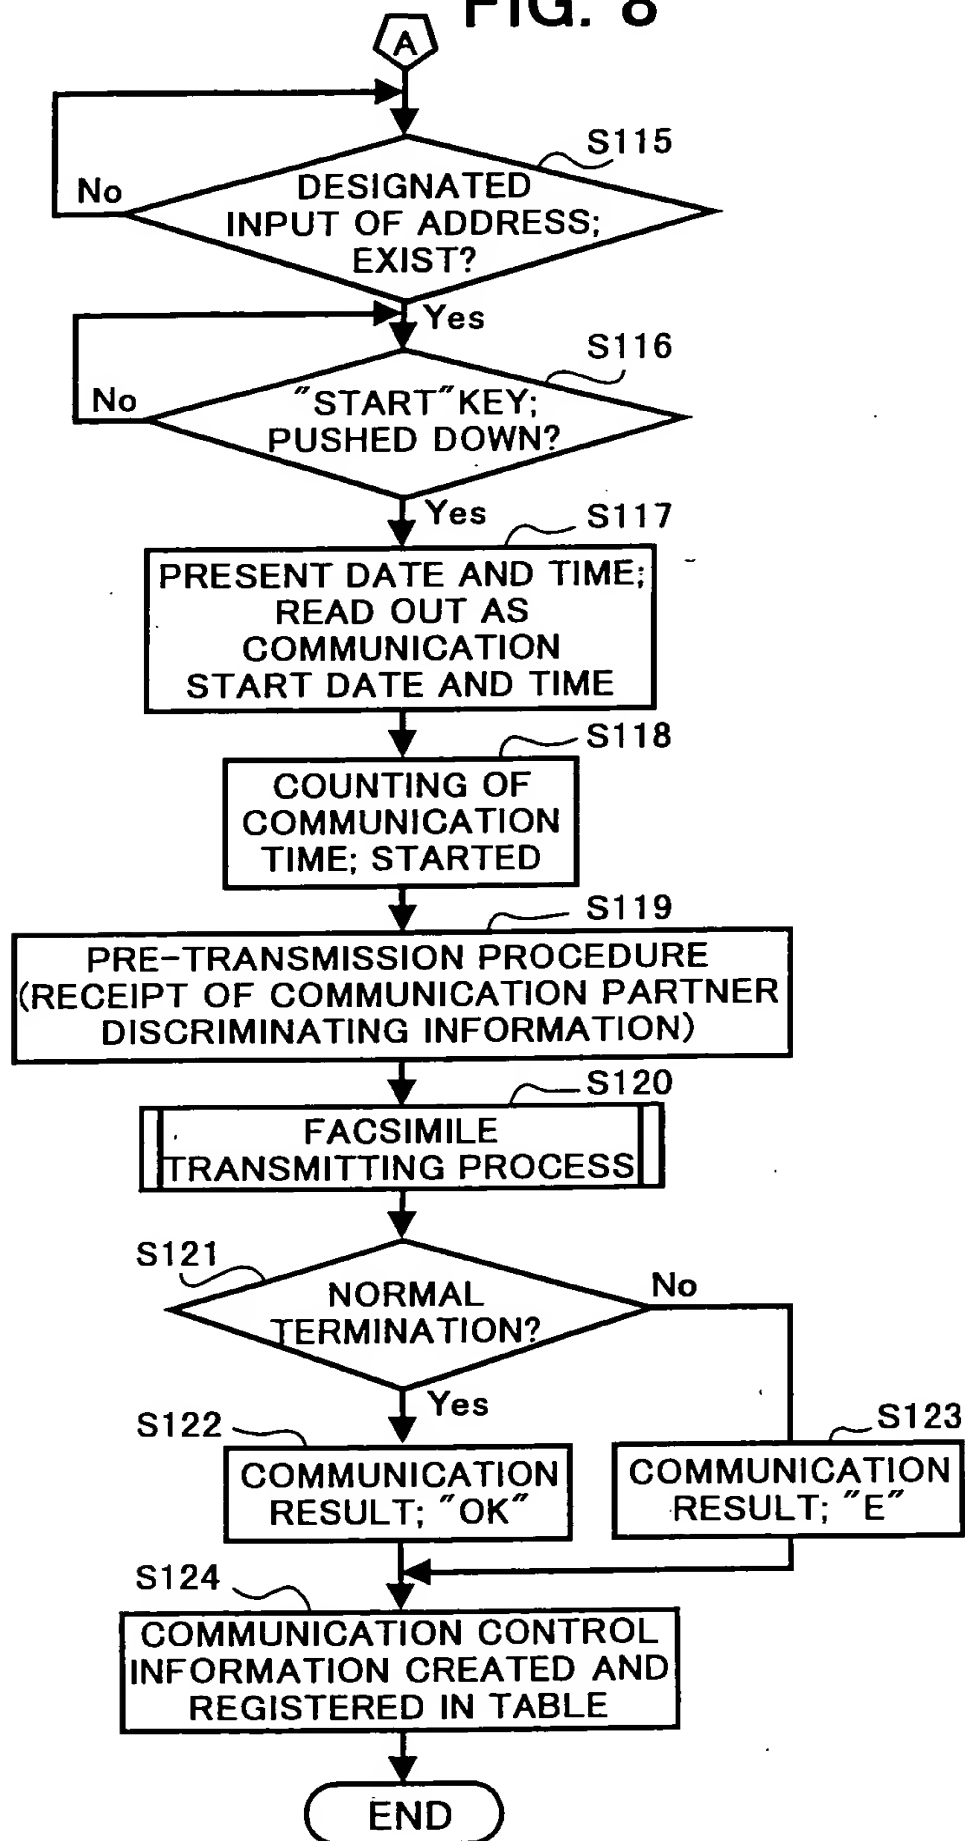 FIG. 8
A
S115
DESIGNATED
INPUT OF ADDRESS;
EXIST?
No
Yes
S116
"START" KEY;
PUSHED DOWN?
No
Yes
S117
PRESENT DATE AND TIME;
READ OUT AS
COMMUNICATION
START DATE AND TIME
S118
COUNTING OF
COMMUNICATION
TIME; STARTED
S119
PRE-TRANSMISSION PROCEDURE
(RECEIPT OF COMMUNICATION PARTNER
DISCRIMINATING INFORMATION)
S120
FACSIMILE
TRANSMITTING PROCESS
S121
NORMAL
TERMINATION?
No
Yes
S122
COMMUNICATION
RESULT; "OK"
S123
COMMUNICATION
RESULT; "E"
S124
COMMUNICATION CONTROL
INFORMATION CREATED AND
REGISTERED IN TABLE
END